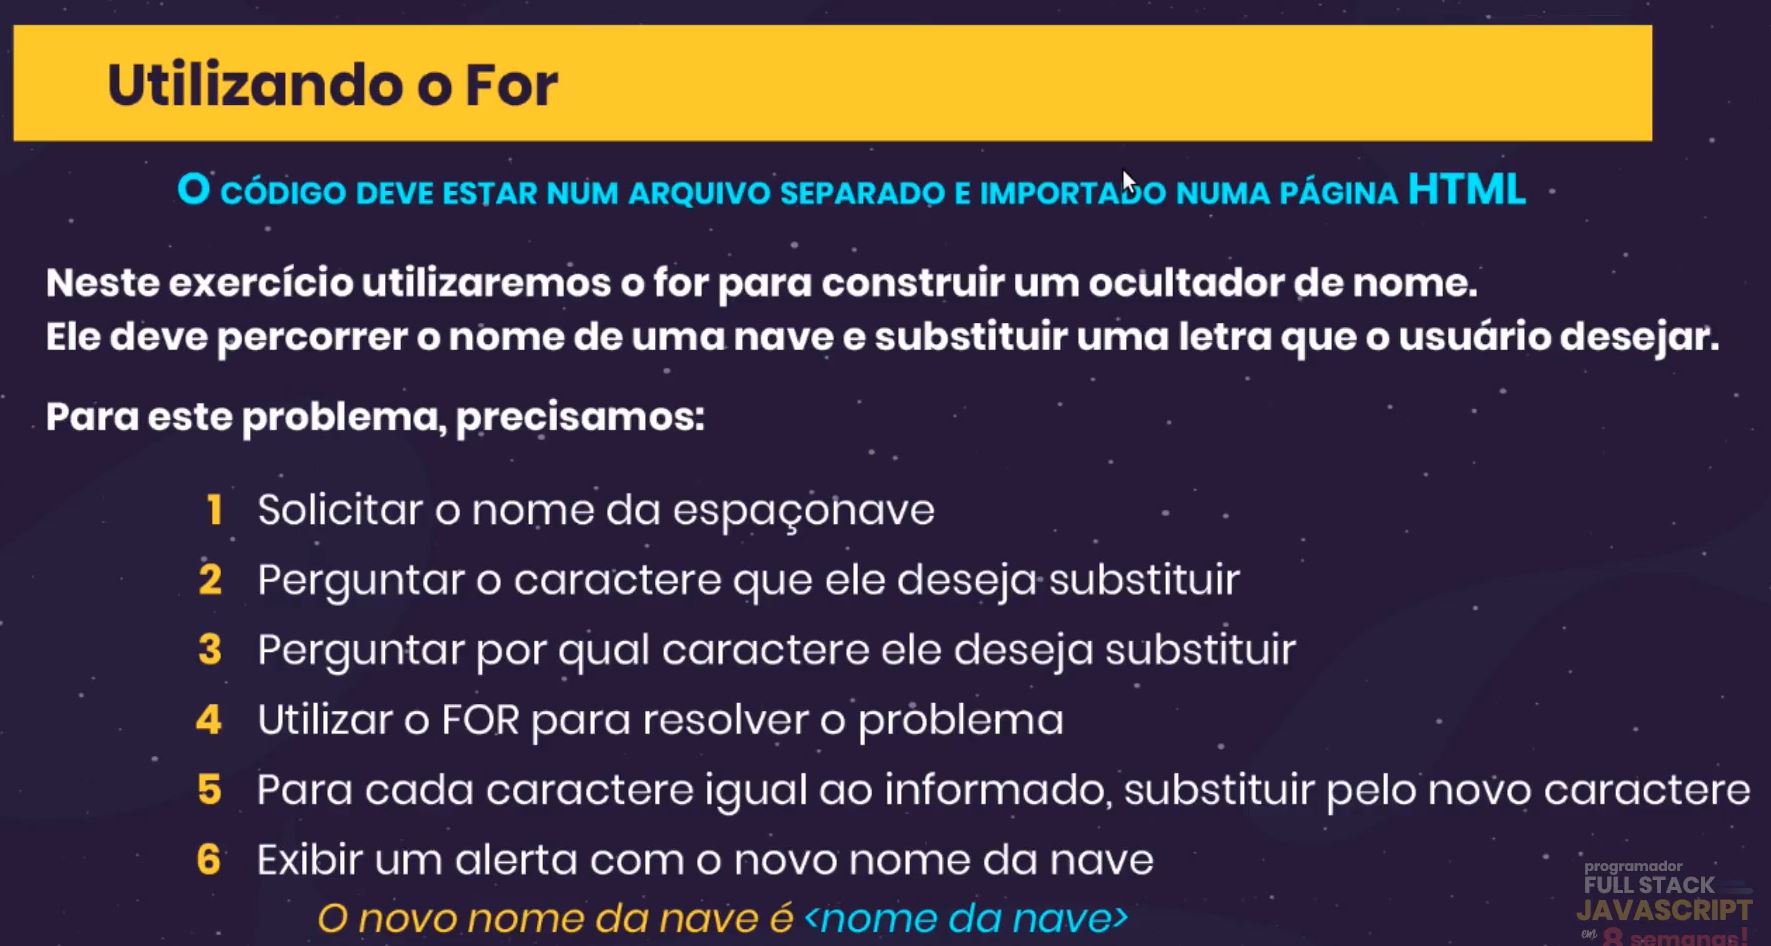 Utilizando o For
O CÓDIGO DEVE ESTAR NUM ARQUIVO SEPARADO E IMPORTADO NUMA PÁGINA HTML
Neste exercício utilizaremos o for para construir um ocultador de nome.
Ele deve percorrer o nome de uma nave e substituir uma letra que o usuário desejar.
Para este problema, precisamos:
1 Solicitar o nome da espaçonave
2 Perguntar o caractere que ele deseja substituir
3 Perguntar por qual caractere ele deseja substituir
4 Utilizar o FOR para resolver o problema
5 Para cada caractere igual ao informado, substituir pelo novo caractere
6 Exibir um alerta com o novo nome da nave
O novo nome da nave é <nome da nave>
programador
FULL STACK
JAVASCRIPT
em 8 semanas!